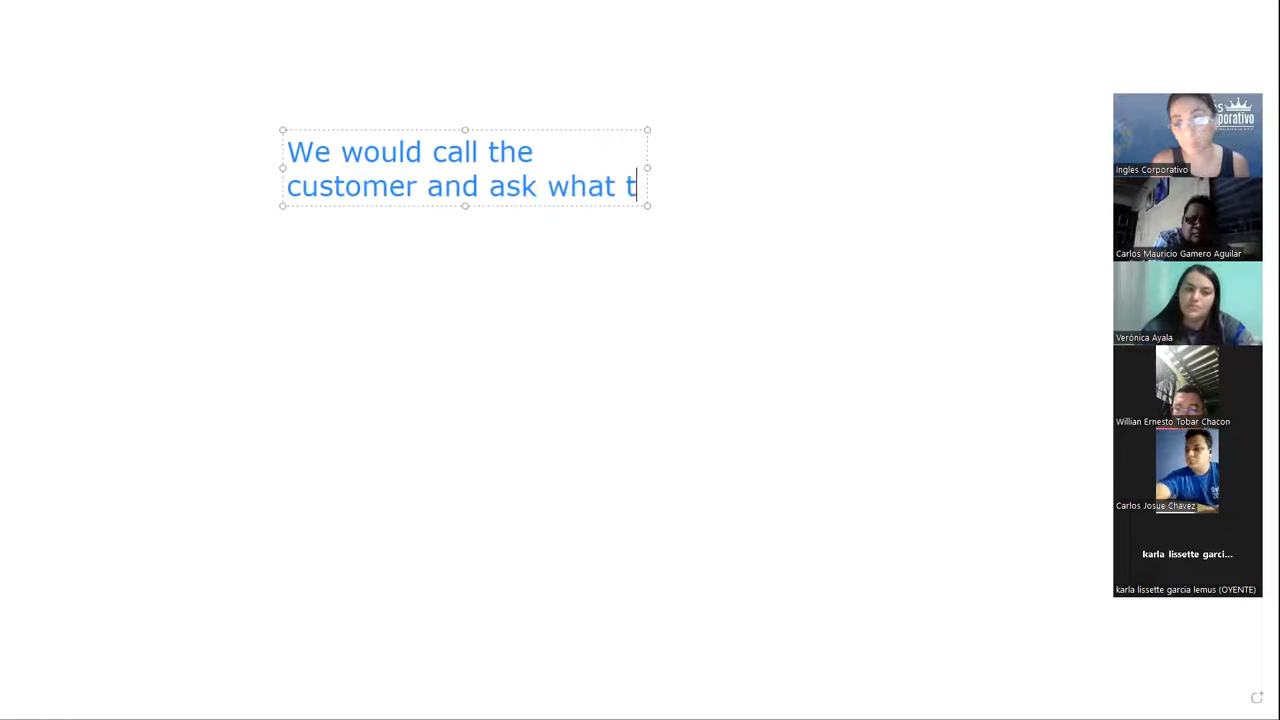 We would call the
customer and ask what t
porativo
Ingles Corporativo
Carlos Mauricio Gamero Aguilar
Verónica Ayala
Willian Ernesto Tobar Chacon
Carlos Josue Chavez
karla lissette garci...
karla lissette garcia lemus (OYENTE)